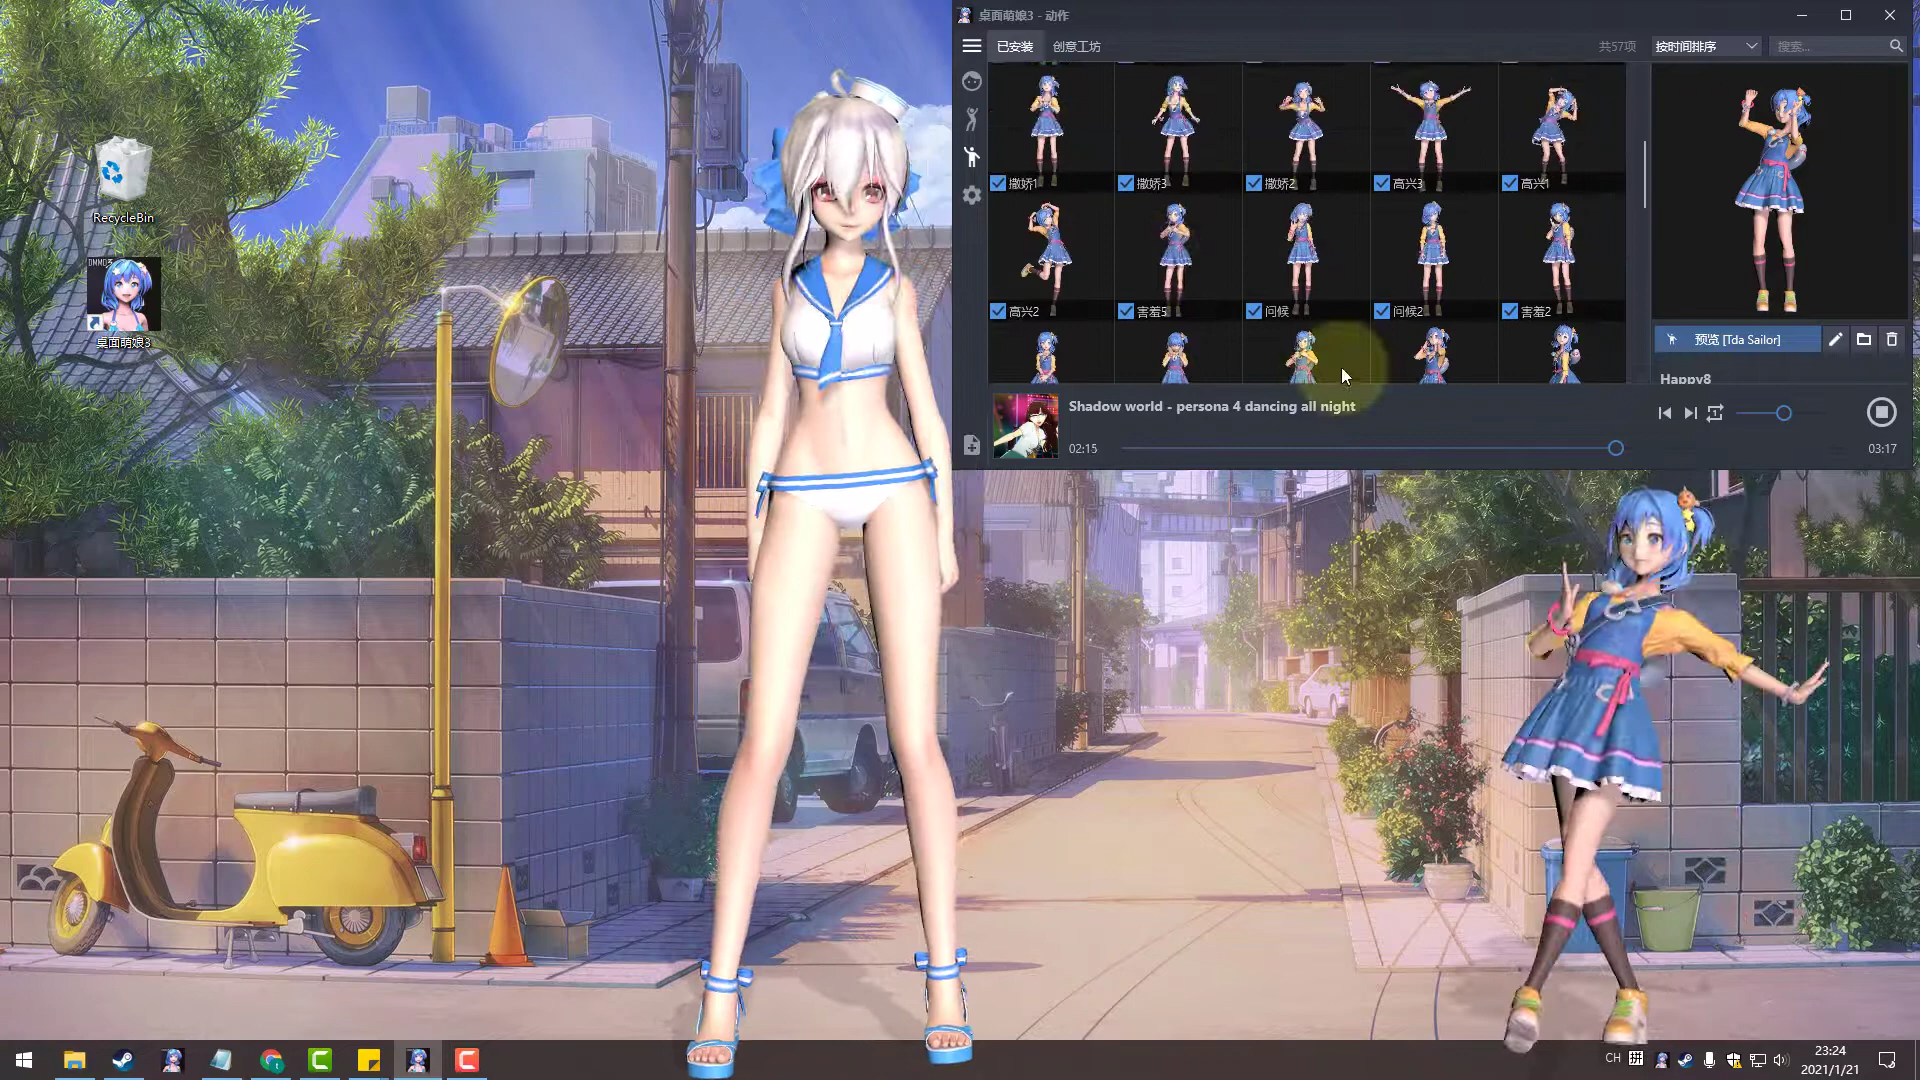 桌面萌娘3 - 动作
已安装 创意工坊 共57项 按时间排序 搜索...
撒娇1 撒娇3 撒娇2 高兴3 高兴1
高兴2 害羞5 问候 问候2 害羞2
预览 [Tda Sailor]
Happy8
Shadow world - persona 4 dancing all night
02:15 03:17
RecycleBin
DMMD3
桌面萌娘3
CH 拼 23:24
2021/1/21